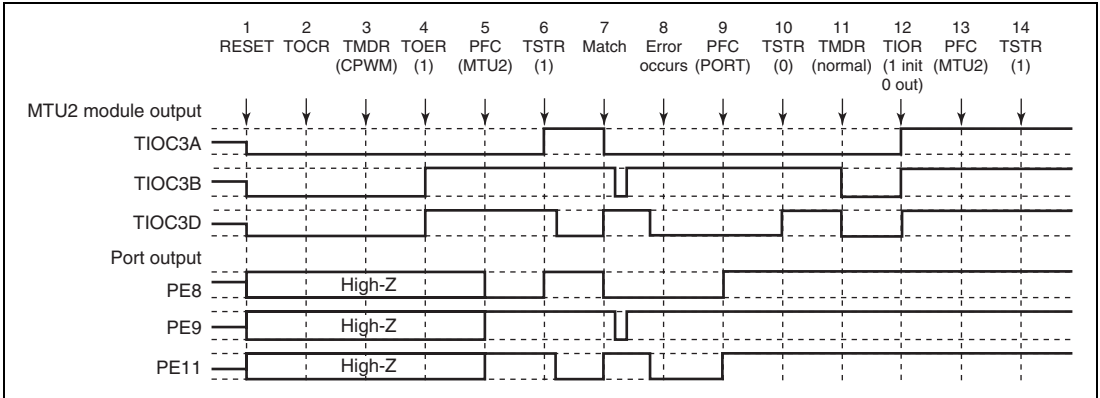 1 2 3 4 5 6 7 8 9 10 11 12 13 14
RESET TOCR TMDR TOER PFC TSTR Match Error PFC TSTR TMDR TIOR PFC TSTR
(CPWM) (1) (MTU2) (1) occurs (PORT) (0) (normal) (1 init (MTU2) (1)
0 out)
MTU2 module output
TIOC3A
TIOC3B
TIOC3D
Port output
PE8 High-Z
PE9 High-Z
PE11 High-Z